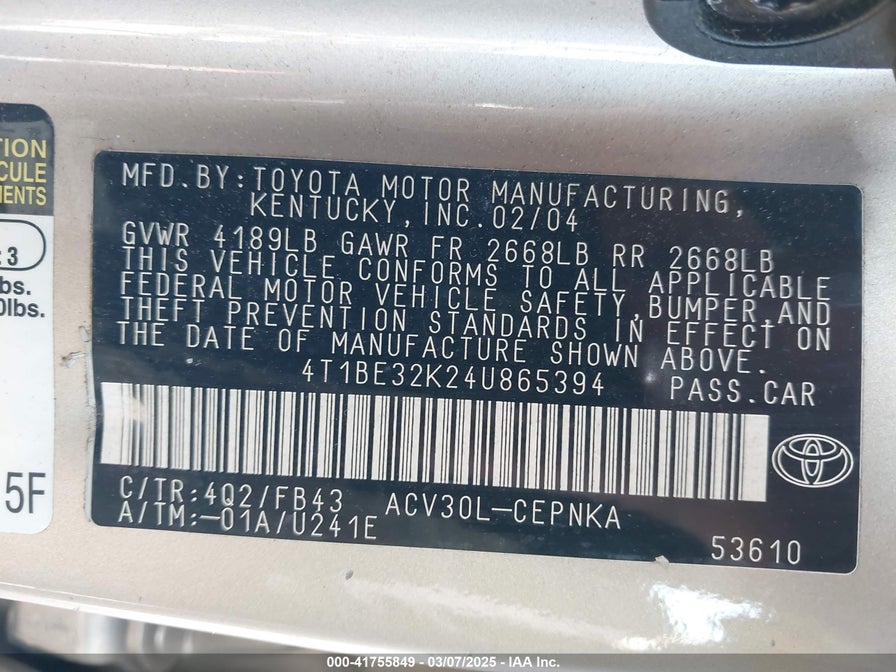 TION
CULE
MENTS
: 3
bs.
0lbs.
5F
MFD.BY:TOYOTA MOTOR MANUFACTURING,
KENTUCKY,INC.02/04
GVWR 4189LB GAWR FR 2668LB RR 2668LB
THIS VEHICLE CONFORMS TO ALL APPLICABLE
FEDERAL MOTOR VEHICLE SAFETY,BUMPER,AND
THEFT PREVENTION STANDARDS IN EFFECT ON
THE DATE OF MANUFACTURE SHOWN ABOVE.
4T1BE32K24U865394 PASS.CAR
C/TR:4Q2/FB43 ACV30L-CEPNKA
A/TM:-01A/U241E
53610
000-41755849 — 03/07/2025 - IAA Inc.